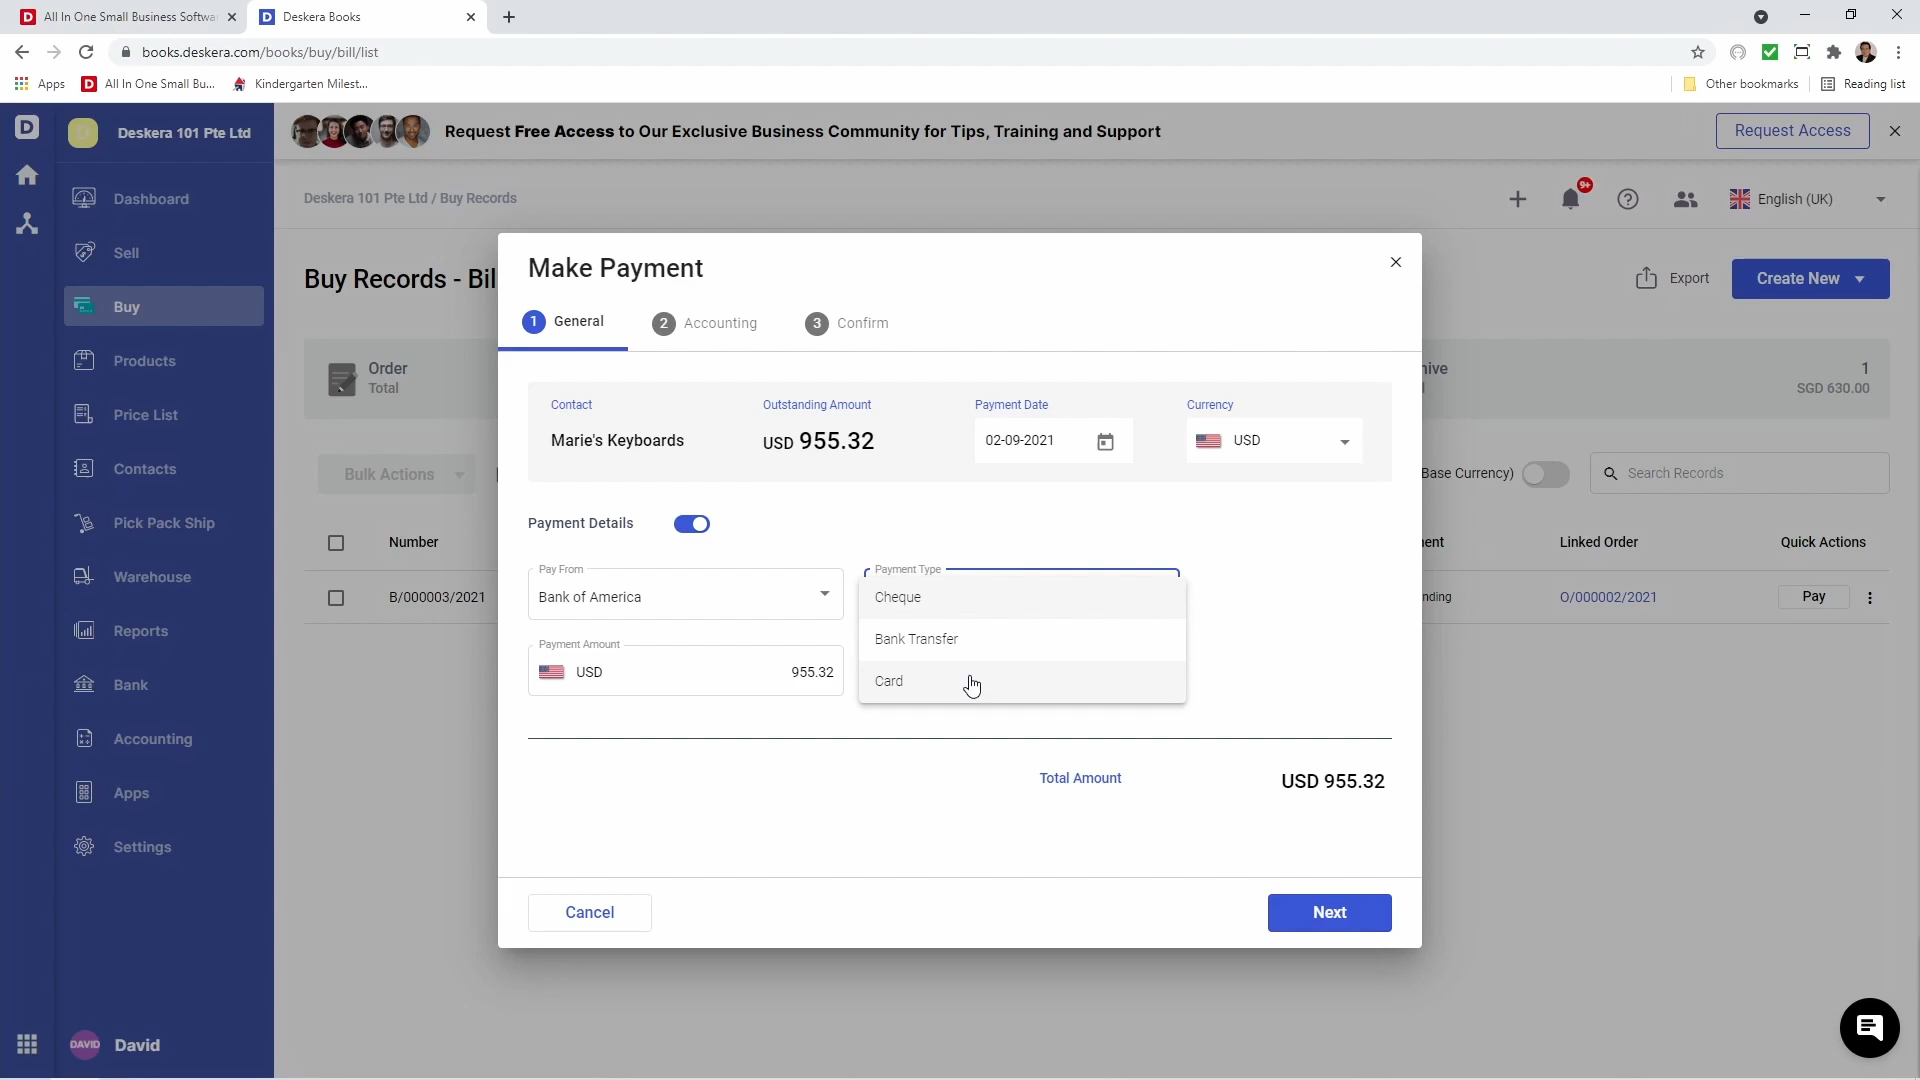 All In One Small Business Softwa
Deskera Books
books.deskera.com/books/buy/bill/list
Apps
All In One Small Bu...
Kindergarten Milest...
Other bookmarks
Reading list
Deskera 101 Pte Ltd
Request Free Access to Our Exclusive Business Community for Tips, Training and Support
Request Access
Dashboard
Sell
Buy
Products
Price List
Contacts
Pick Pack Ship
Warehouse
Reports
Bank
Accounting
Apps
Settings
DAVID
David
Deskera 101 Pte Ltd / Buy Records
9+
English (UK)
Buy Records - Bil
Export
Create New
Order
Total
hive
1
SGD 630.00
Bulk Actions
Base Currency)
Search Records
Number
Linked Order
Quick Actions
B/000003/2021
nding
O/000002/2021
Pay
Make Payment
1 General
2 Accounting
3 Confirm
Contact
Outstanding Amount
Payment Date
Currency
Marie's Keyboards
USD 955.32
02-09-2021
USD
Payment Details
Pay From
Bank of America
Payment Type
Cheque
Bank Transfer
Card
Payment Amount
USD
955.32
Total Amount
USD 955.32
Cancel
Next